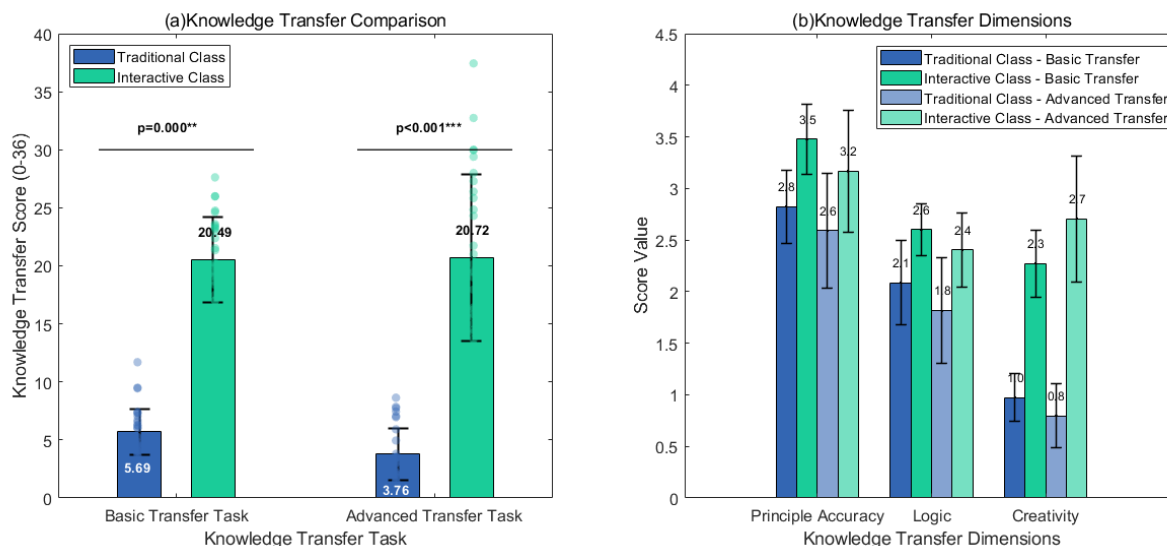 (a)Knowledge Transfer Comparison
Knowledge Transfer Score (0-36)
40
35
30
25
20
15
10
5
0
Traditional Class
Interactive Class
p=0.000**
p<0.001***
5.69
20.49
3.76
20.72
Basic Transfer Task
Advanced Transfer Task
Knowledge Transfer Task
(b)Knowledge Transfer Dimensions
Score Value
4.5
4
3.5
3
2.5
2
1.5
1
0.5
0
Traditional Class - Basic Transfer
Interactive Class - Basic Transfer
Traditional Class - Advanced Transfer
Interactive Class - Advanced Transfer
2.8
3.5
2.6
3.2
2.1
2.6
1.8
2.4
1.0
2.3
0.8
2.7
Principle Accuracy
Logic
Creativity
Knowledge Transfer Dimensions